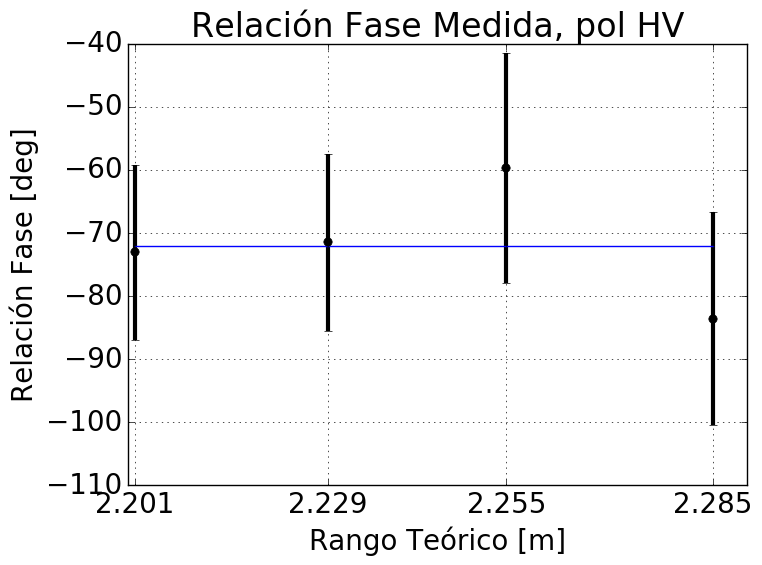 Relación Fase Medida, pol HV
Relación Fase [deg]
−40
−50
−60
−70
−80
−90
−100
−110
2.201 2.229 2.255 2.285
Rango Teórico [m]